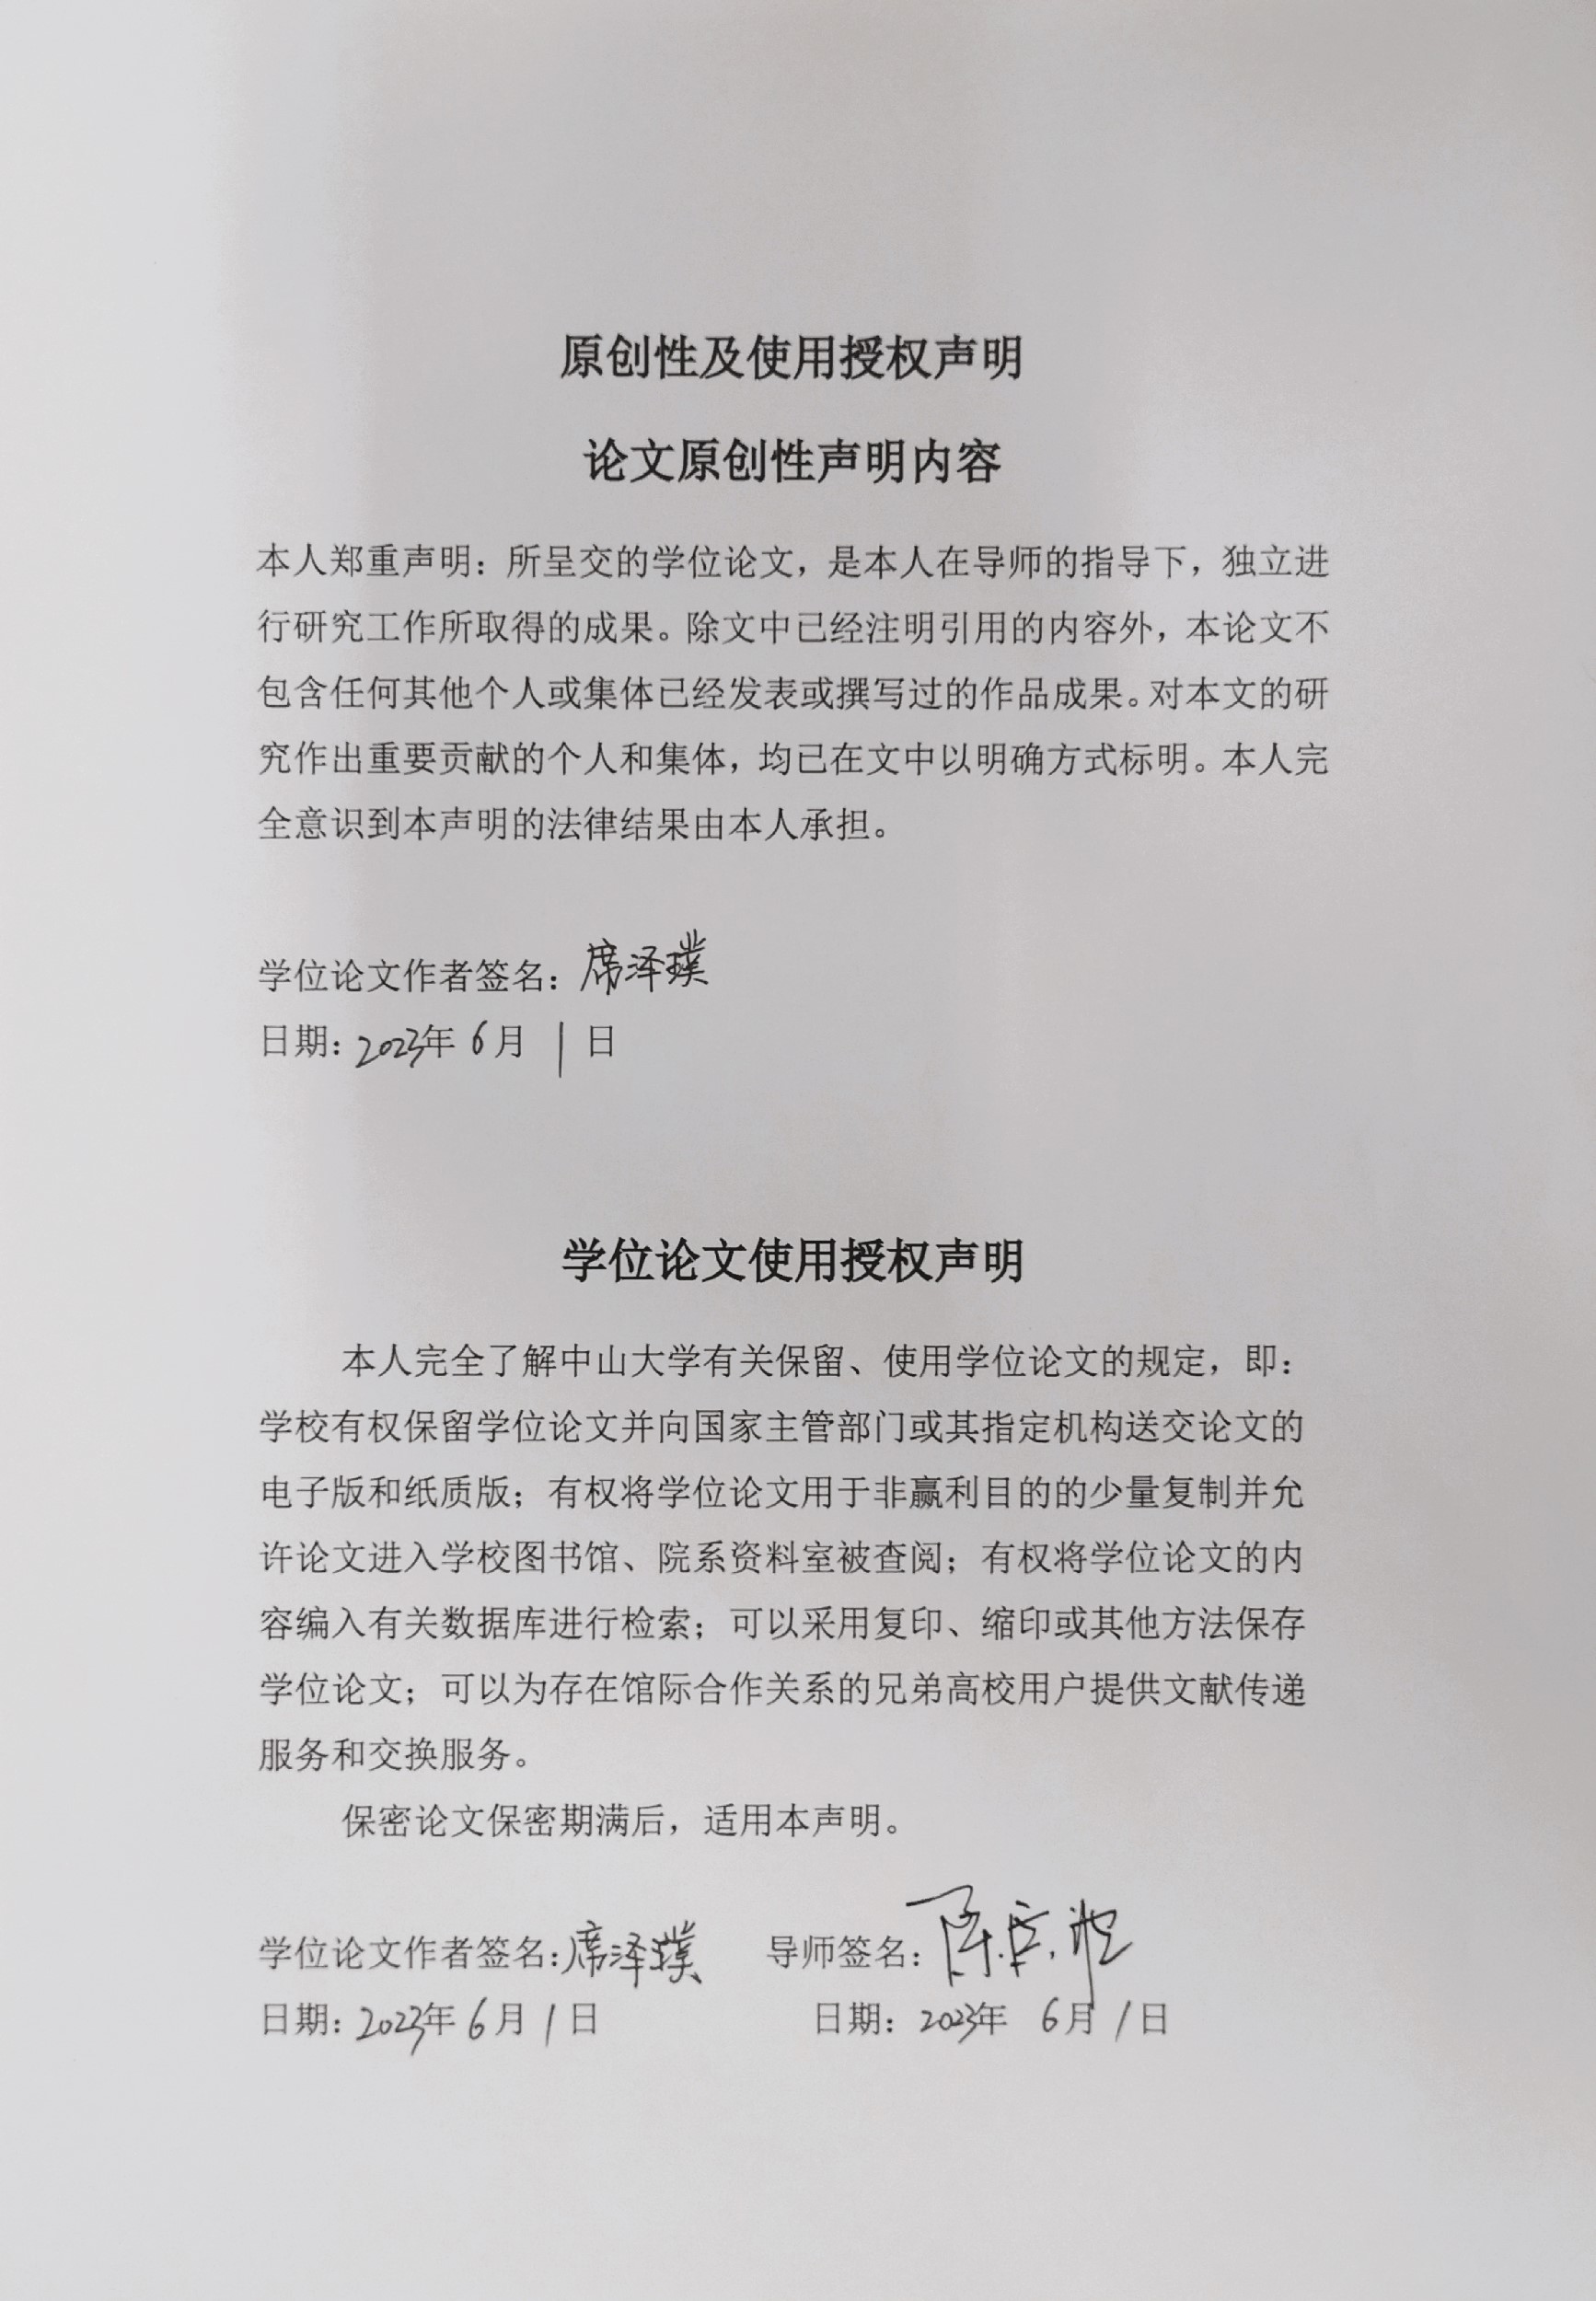 原创性及使用授权声明
论文原创性声明内容
本人郑重声明：所呈交的学位论文，是本人在导师的指导下，独立进
行研究工作所取得的成果。除文中已经注明引用的内容外，本论文不
包含任何其他个人或集体已经发表或撰写过的作品成果。对本文的研
究作出重要贡献的个人和集体，均已在文中以明确方式标明。本人完
全意识到本声明的法律结果由本人承担。
学位论文作者签名：席泽璞
日期：2023年 6月 1 日
学位论文使用授权声明
本人完全了解中山大学有关保留、使用学位论文的规定，即：
学校有权保留学位论文并向国家主管部门或其指定机构送交论文的
电子版和纸质版；有权将学位论文用于非赢利目的的少量复制并允
许论文进入学校图书馆、院系资料室被查阅；有权将学位论文的内
容编入有关数据库进行检索；可以采用复印、缩印或其他方法保存
学位论文；可以为存在馆际合作关系的兄弟高校用户提供文献传递
服务和交换服务。
保密论文保密期满后，适用本声明。
学位论文作者签名：席泽璞 导师签名：
日期：2023年 6月 1 日 日期：2023年 6月 1 日